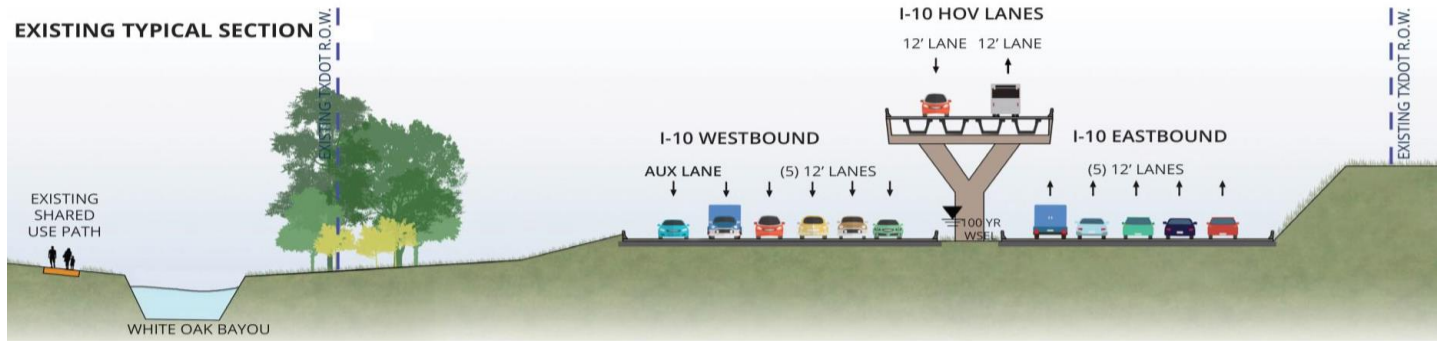 EXISTING TYPICAL SECTION
EXISTING TXDOT R.O.W.
I-10 HOV LANES
12' LANE 12' LANE
EXISTING TXDOT R.O.W.
I-10 WESTBOUND
I-10 EASTBOUND
AUX LANE (5) 12' LANES
(5) 12' LANES
EXISTING
SHARED
USE PATH
100 YR
WSEL
WHITE OAK BAYOU